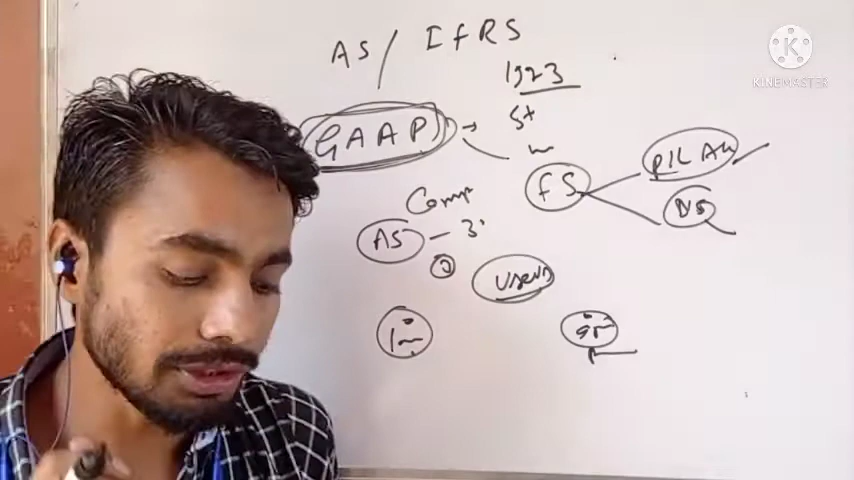 AS / IFRS
1923
GAAP
St
FS
P/L A/c
BS
Comp
AS - 3
Users
KINEMASTER